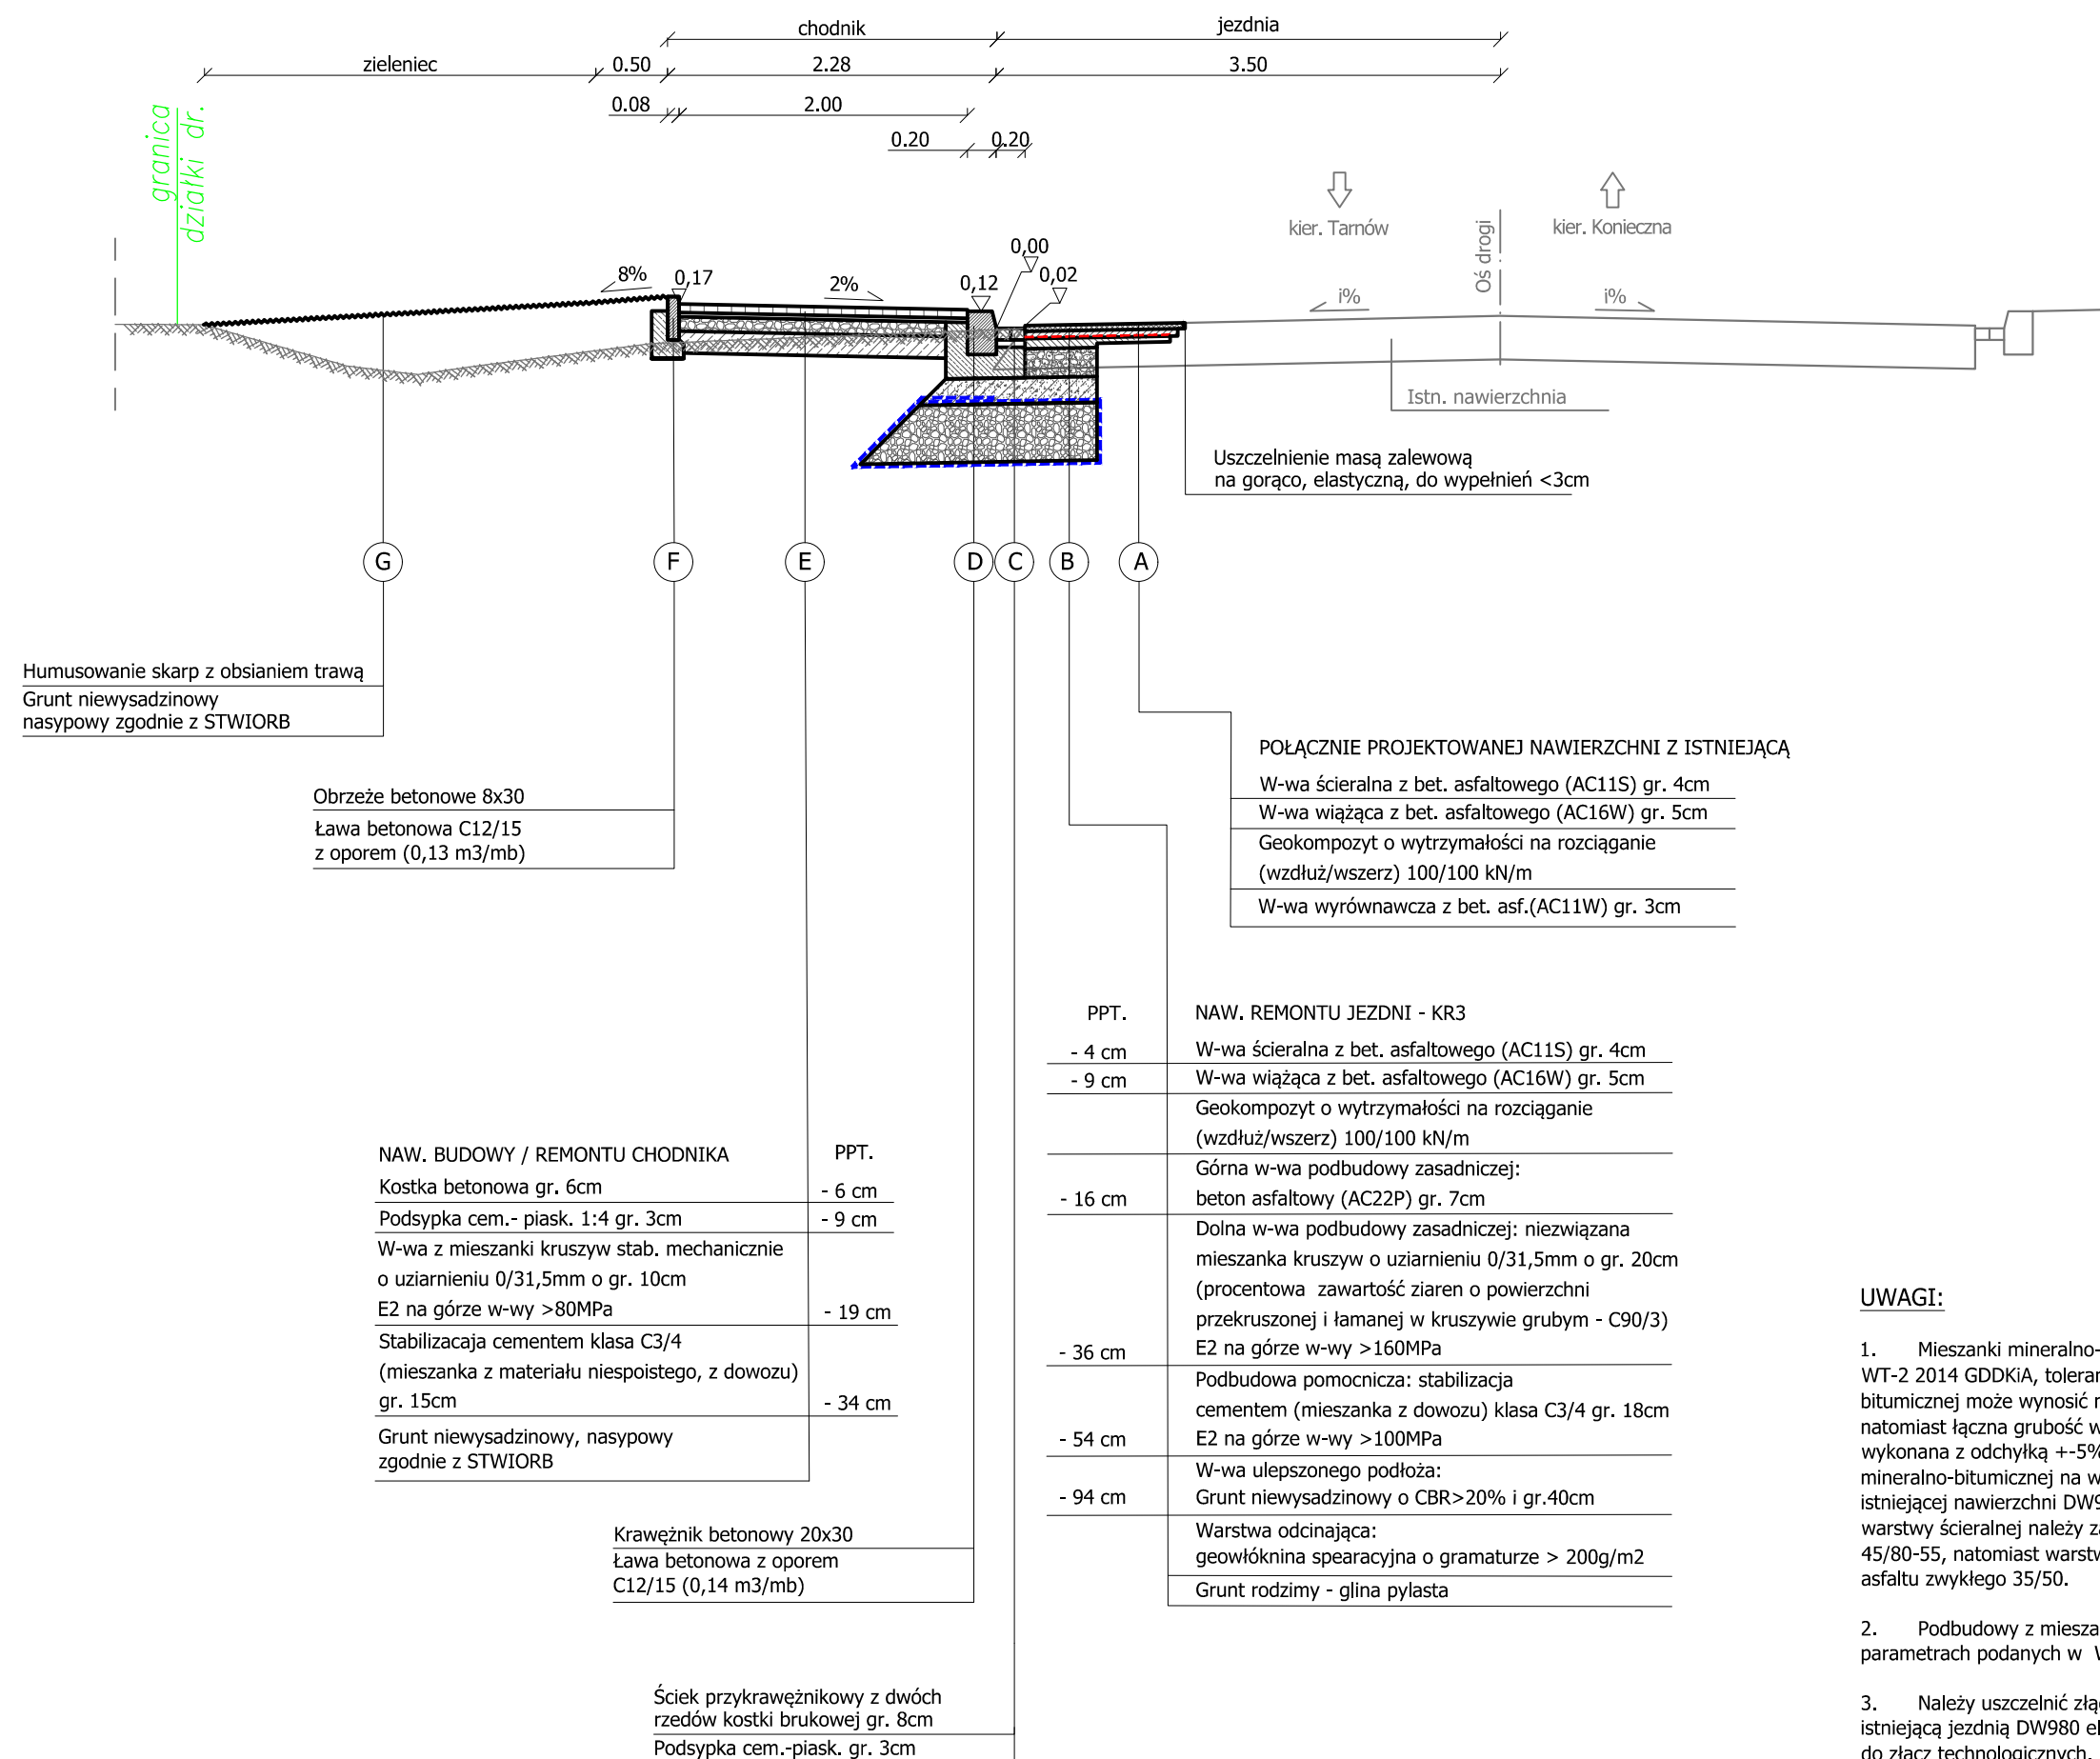 chodnik
jezdnia
zieleniec
0.50
2.28
3.50
0.08
2.00
0.20
0.20
granica
działki dr.
kier. Tarnów
Oś drogi
kier. Konieczna
8%
0,17
2%
0,12
0,00
0,02
i%
i%
Istn. nawierzchnia
Uszczelnienie masą zalewową
na gorąco, elastyczną, do wypełnień <3cm
G
F
E
D
C
B
A
Humusowanie skarp z obsianiem trawą
Grunt niewysadzinowy
nasypowy zgodnie z STWIORB
Obrzeże betonowe 8x30
Ława betonowa C12/15
z oporem (0,13 m3/mb)
POŁĄCZNIE PROJEKTOWANEJ NAWIERZCHNI Z ISTNIEJĄCĄ
W-wa ścieralna z bet. asfaltowego (AC11S) gr. 4cm
W-wa wiążąca z bet. asfaltowego (AC16W) gr. 5cm
Geokompozyt o wytrzymałości na rozciąganie
(wzdłuż/wszerz) 100/100 kN/m
W-wa wyrównawcza z bet. asf.(AC11W) gr. 3cm
PPT. NAW. REMONTU JEZDNI - KR3
- 4 cm W-wa ścieralna z bet. asfaltowego (AC11S) gr. 4cm
- 9 cm W-wa wiążąca z bet. asfaltowego (AC16W) gr. 5cm
Geokompozyt o wytrzymałości na rozciąganie
(wzdłuż/wszerz) 100/100 kN/m
Górna w-wa podbudowy zasadniczej:
- 16 cm beton asfaltowy (AC22P) gr. 7cm
Dolna w-wa podbudowy zasadniczej: niezwiązana
mieszanka kruszyw o uziarnieniu 0/31,5mm o gr. 20cm
(procentowa zawartość ziaren o powierzchni
przekruszonej i łamanej w kruszywie grubym - C90/3)
- 36 cm E2 na górze w-wy >160MPa
Podbudowa pomocnicza: stabilizacja
cementem (mieszanka z dowozu) klasa C3/4 gr. 18cm
- 54 cm E2 na górze w-wy >100MPa
W-wa ulepszonego podłoża:
- 94 cm Grunt niewysadzinowy o CBR>20% i gr.40cm
Warstwa odcinająca:
geowłóknina spearacyjna o gramaturze > 200g/m2
Grunt rodzimy - glina pylasta
NAW. BUDOWY / REMONTU CHODNIKA PPT.
Kostka betonowa gr. 6cm - 6 cm
Podsypka cem.- piask. 1:4 gr. 3cm - 9 cm
W-wa z mieszanki kruszyw stab. mechanicznie
o uziarnieniu 0/31,5mm o gr. 10cm
E2 na górze w-wy >80MPa - 19 cm
Stabilizacaja cementem klasa C3/4
(mieszanka z materiału niespoistego, z dowozu)
gr. 15cm - 34 cm
Grunt niewysadzinowy, nasypowy
zgodnie z STWIORB
Krawężnik betonowy 20x30
Ława betonowa z oporem
C12/15 (0,14 m3/mb)
Ściek przykrawężnikowy z dwóch
rzedów kostki brukowej gr. 8cm
Podsypka cem.-piask. gr. 3cm
UWAGI:
1. Mieszanki mineralno-
WT-2 2014 GDDKiA,
bitumicznej może wynosić
natomiast łączna grubość
wykonana z odchyłką +-5%
mineralno-bitumicznej na
istniejącej nawierzchni
warstwy ścieralnej należy
45/80-55, natomiast
asfaltu zwykłego 35/50.
2. Podbudowy z
parametrach podanych w
3. Należy uszczelnić
istniejącą jezdnią DW980
do złącz technologicznych.